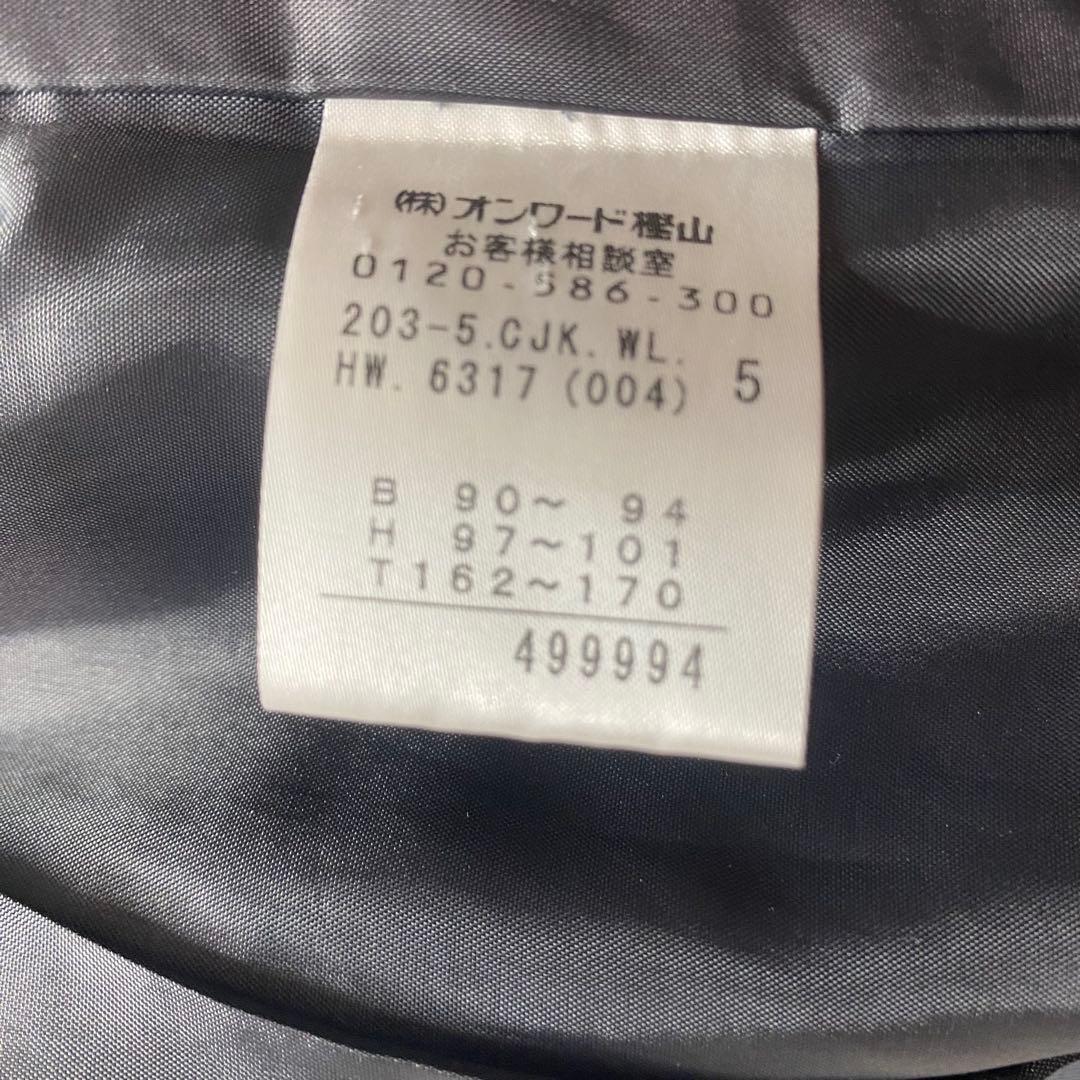 (株)オンワード樫山
お客様相談室
0120-586-300
203-5.CJK.WL. 5
HW. 6317 (004)
B 90～ 94
H 97～101
T162～170
499994